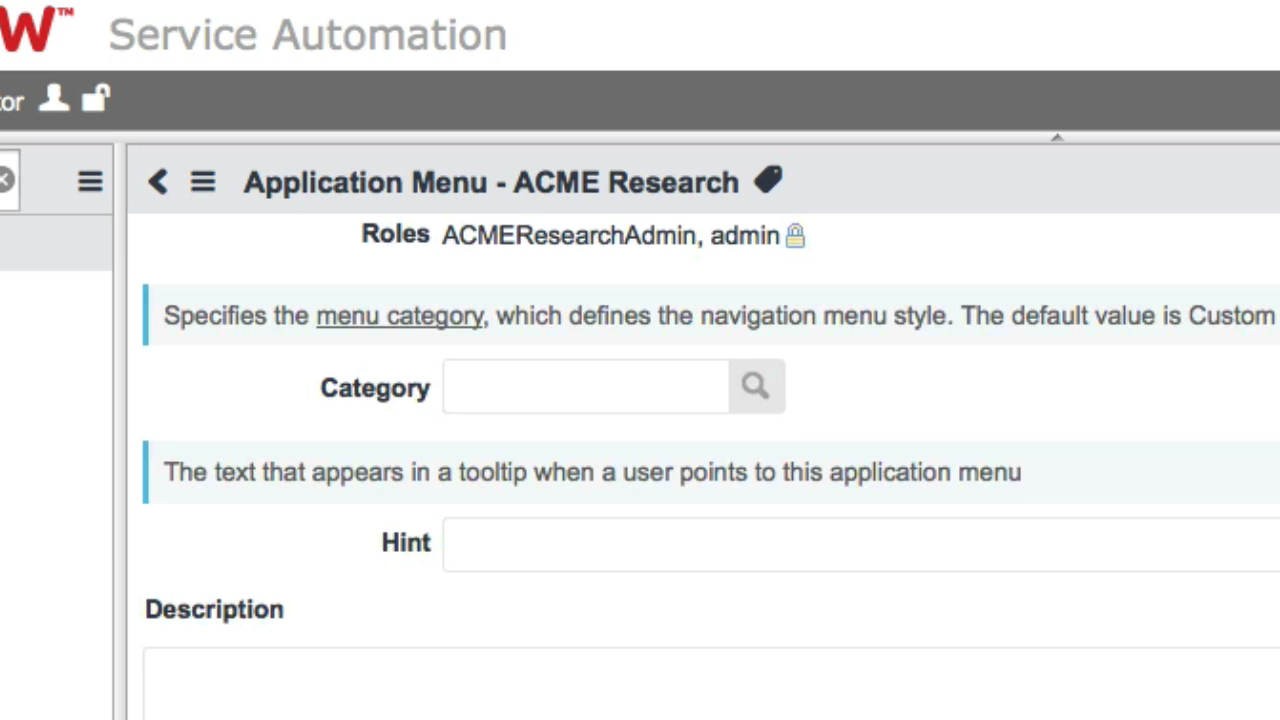 W™ Service Automation
tor
Application Menu - ACME Research
Roles ACMEResearchAdmin, admin
Specifies the menu category, which defines the navigation menu style. The default value is Custom
Category
The text that appears in a tooltip when a user points to this application menu
Hint
Description